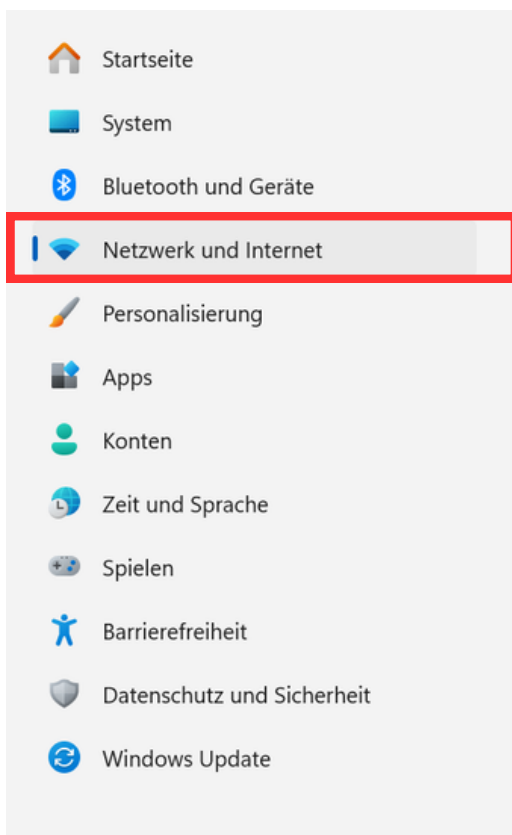 Startseite
System
Bluetooth und Geräte
Netzwerk und Internet
Personalisierung
Apps
Konten
Zeit und Sprache
Spielen
Barrierefreiheit
Datenschutz und Sicherheit
Windows Update